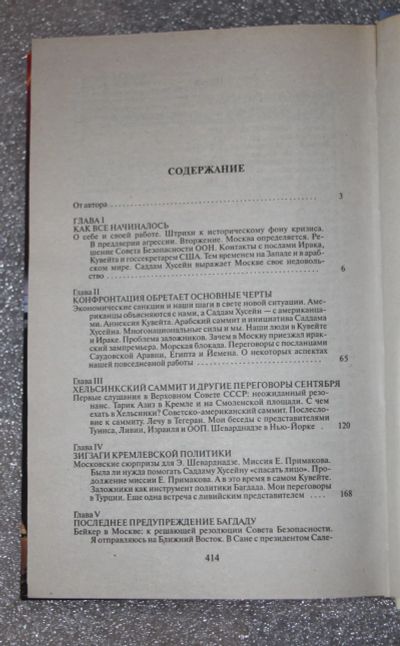 СОДЕРЖАНИЕ
От автора 3
ГЛАВА I
КАК ВСЕ НАЧИНАЛОСЬ
О себе и своей работе. Штрихи к историческому фону кризиса.
В преддверии агрессии. Вторжение. Москва определяется. Ре-
шение Совета Безопасности ООН. Контакты с послами Ирака,
Кувейта и госсекретарем США. Тем временем на Западе и в араб-
ском мире. Саддам Хусейн выражает Москве свое недоволь-
ство 6
Глава II
КОНФРОНТАЦИЯ ОБРЕТАЕТ ОСНОВНЫЕ ЧЕРТЫ
Экономические санкции и наши шаги в свете новой ситуации. Аме-
риканцы объясняются с нами, а Саддам Хусейн — с американца-
ми. Аннексия Кувейта. Арабский саммит и инициатива Саддама
Хусейна. Многонациональные силы и мы. Наши люди в Кувейте
и Ираке. Проблема заложников. Зачем в Москву приезжал ирак-
ский зампремьера. Морская блокада. Переговоры с посланцами
Саудовской Аравии, Египта и Йемена. О некоторых аспектах
нашей повседневной работы 65
Глава III
ХЕЛЬСИНКСКИЙ САММИТ И ДРУГИЕ ПЕРЕГОВОРЫ СЕНТЯБРЯ
Первые слушания в Верховном Совете СССР: неожиданный резо-
нанс. Тарик Азиз в Кремле и на Смоленской площади. С чем
ехать в Хельсинки? Советско-американский саммит. Послесло-
вие к саммиту. Лечу в Тегеран. Мои беседы с представителями
Туниса, Ливии, Израиля и ООП. Шеварднадзе в Нью-Йорке 120
Глава IV
ЗИГЗАГИ КРЕМЛЕВСКОЙ ПОЛИТИКИ
Московские сюрпризы для Э. Шеварднадзе. Миссия Е. Примакова.
Была ли нужда помогать Саддаму Хусейну «спасать лицо». Про-
должение миссии Е. Примакова. А в это время в самом Кувейте.
Заложники как инструмент политики Багдада. Мои переговоры
в Турции. Еще одна встреча с ливийским представителем 168
Глава V
ПОСЛЕДНЕЕ ПРЕДУПРЕЖДЕНИЕ БАГДАДУ
Бейкер в Москве: к решающей резолюции Совета Безопасности.
Я отправляюсь на Ближний Восток. В Сане с президентом Сале-
414